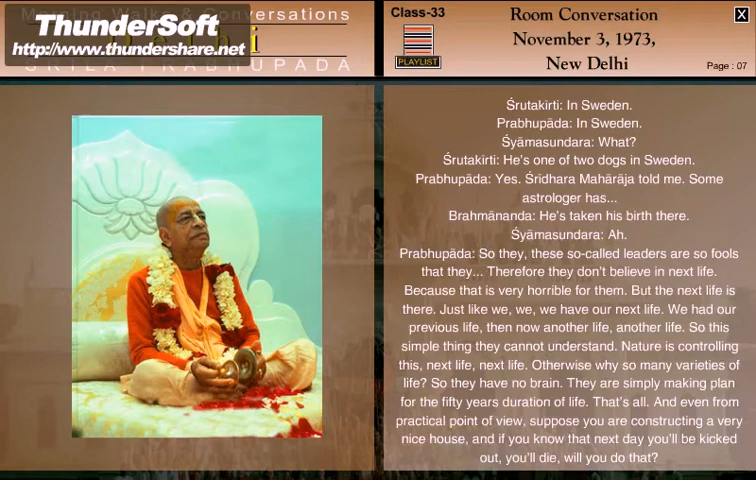 Morning Walks & Conversations
ThunderSoft
http://www.thundershare.net
SRILA PRABHUPADA
Class-33
PLAYLIST
Room Conversation
November 3, 1973,
New Delhi
X
Page : 07
Śrutakīrti: In Sweden.
Prabhupāda: In Sweden.
Śyāmasundara: What?
Śrutakīrti: He's one of two dogs in Sweden.
Prabhupāda: Yes. Śrīdhara Mahārāja told me. Some
astrologer has...
Brahmānanda: He's taken his birth there.
Śyāmasundara: Ah.
Prabhupāda: So they, these so-called leaders are so fools
that they... Therefore they don't believe in next life.
Because that is very horrible for them. But the next life is
there. Just like we, we, we have our next life. We had our
previous life, then now another life, another life. So this
simple thing they cannot understand. Nature is controlling
this, next life, next life. Otherwise why so many varieties of
life? So they have no brain. They are simply making plan
for the fifty years duration of life. That's all. And even from
practical point of view, suppose you are constructing a very
nice house, and if you know that next day you'll be kicked
out, you'll die, will you do that?